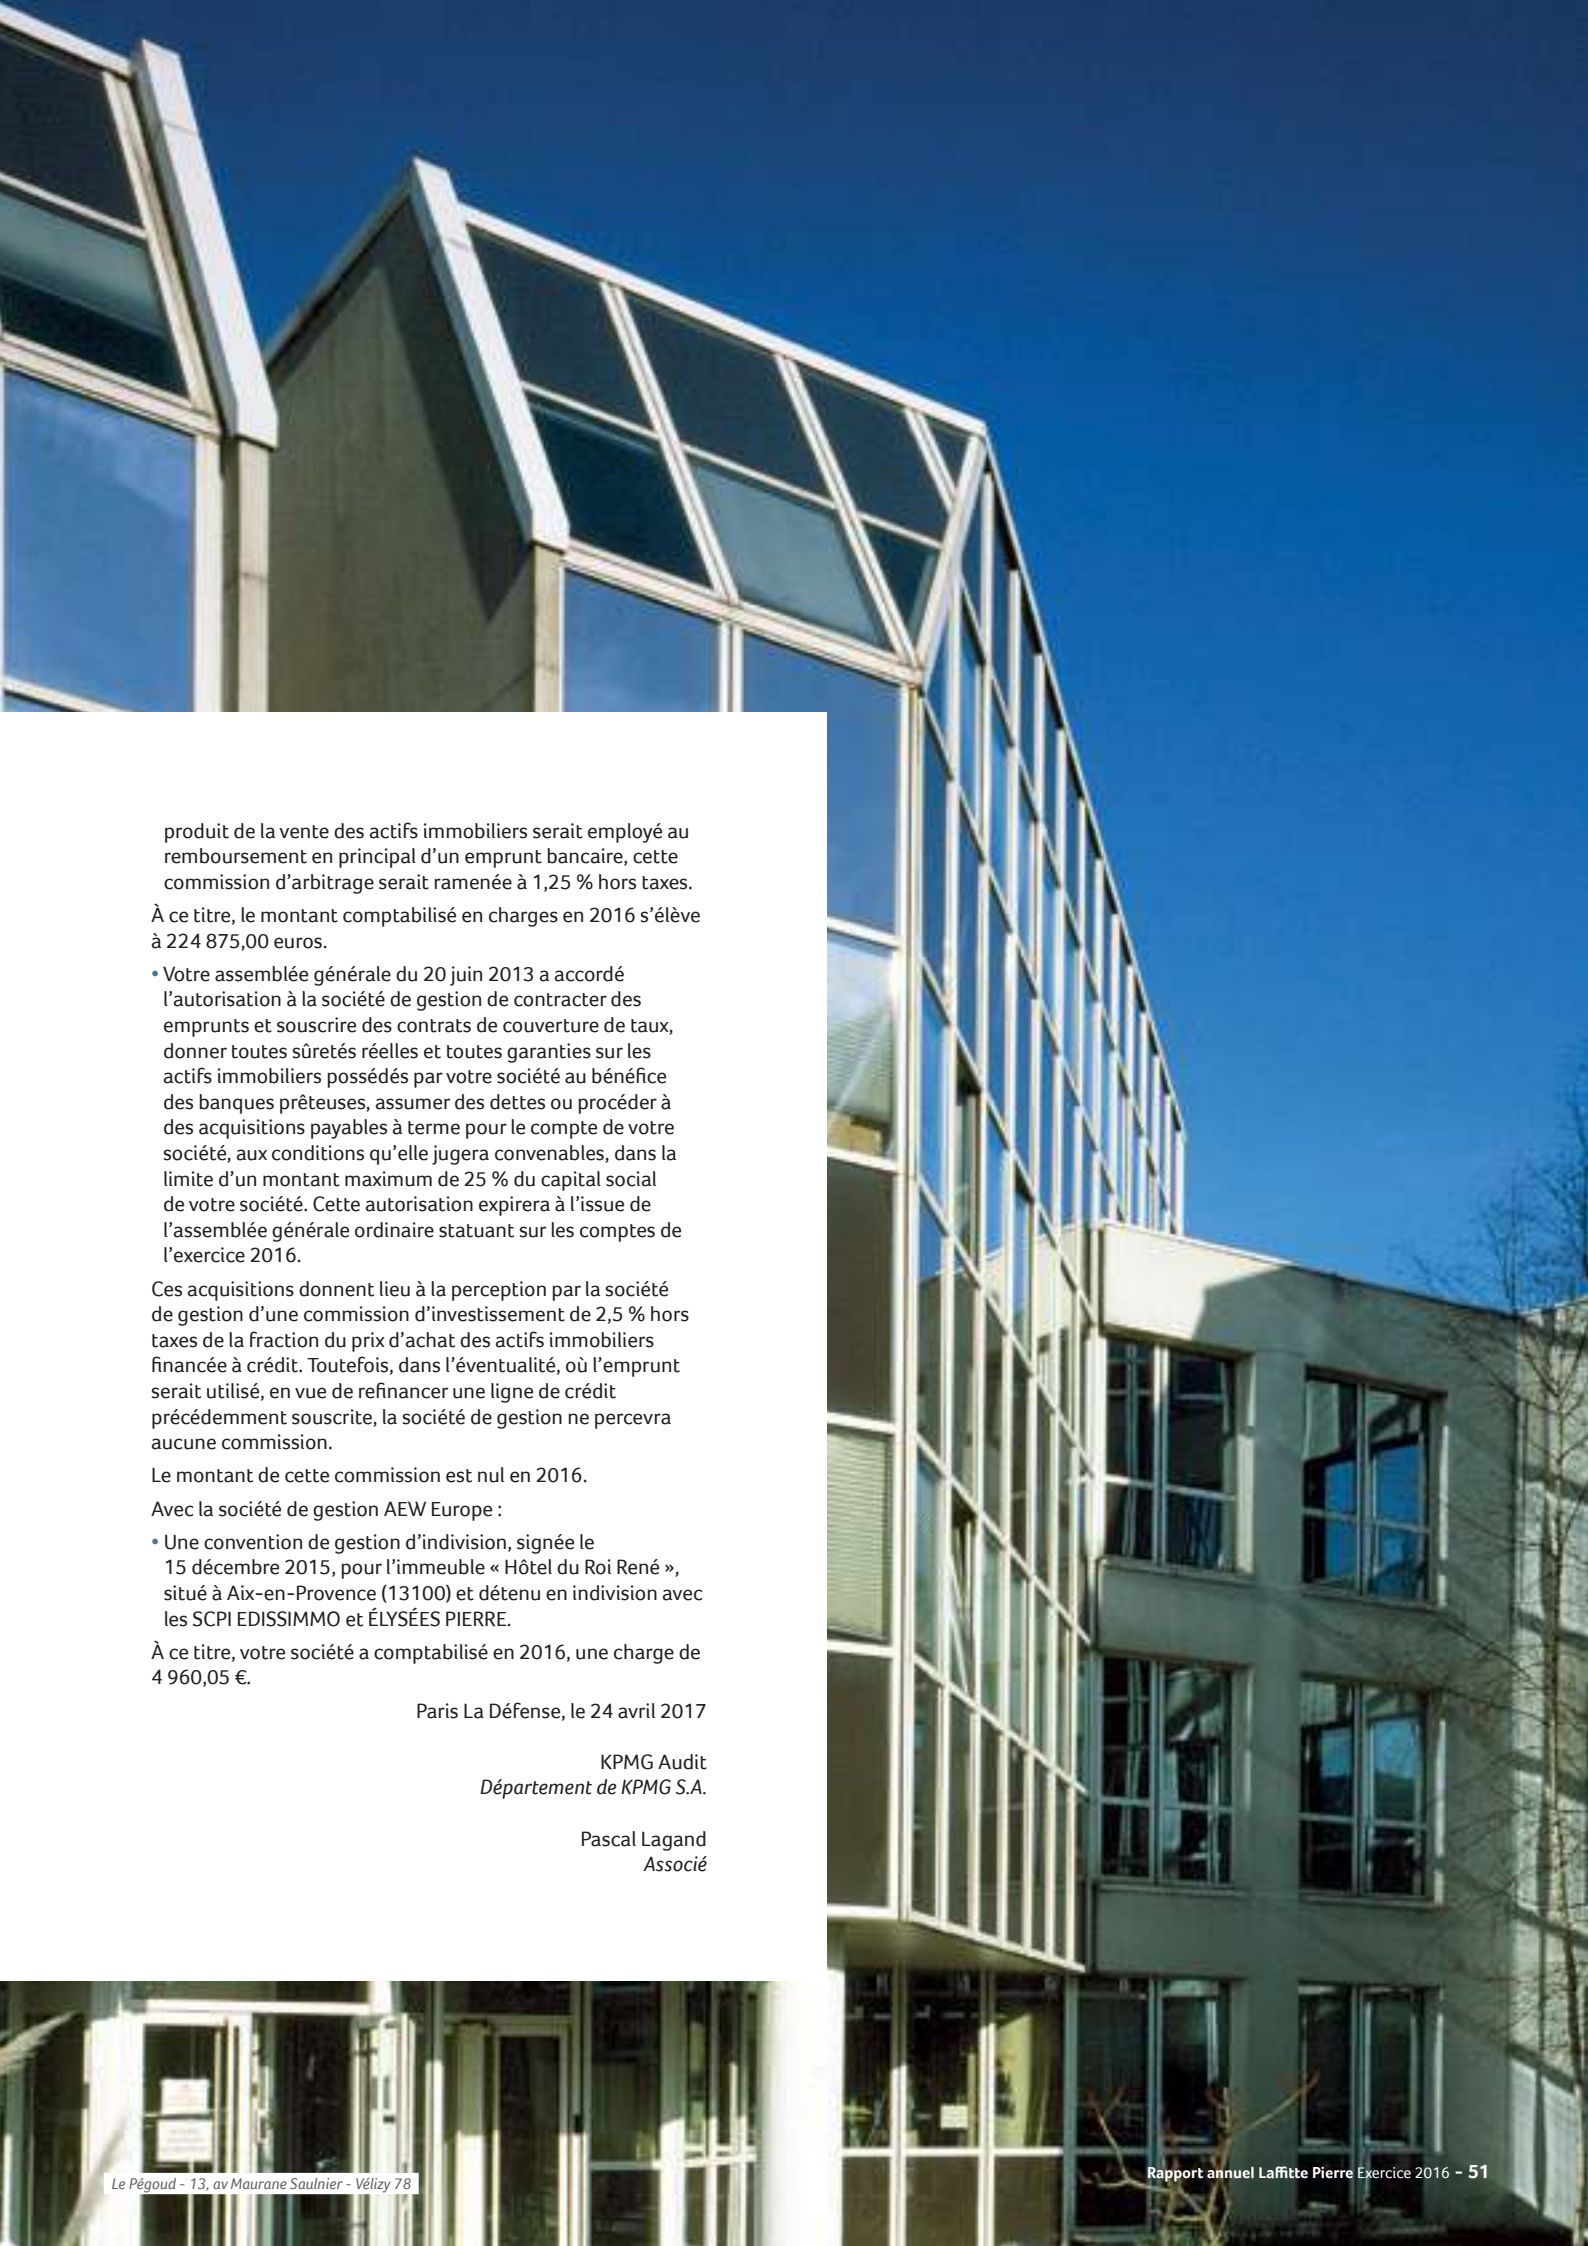 produit de la vente des actifs immobiliers serait employé au
remboursement en principal d’un emprunt bancaire, cette
commission d’arbitrage serait ramenée à 1,25 % hors taxes.
À ce titre, le montant comptabilisé en charges en 2016 s’élève
à 224 875,00 euros.
• Votre assemblée générale du 20 juin 2013 a accordé
l’autorisation à la société de gestion de contracter des
emprunts et souscrire des contrats de couverture de taux,
donner toutes sûretés réelles et toutes garanties sur les
actifs immobiliers possédés par votre société au bénéfice
des banques prêteuses, assumer des dettes ou procéder à
des acquisitions payables à terme pour le compte de votre
société, aux conditions qu’elle jugera convenables, dans la
limite d’un montant maximum de 25 % du capital social
de votre société. Cette autorisation expirera à l’issue de
l’assemblée générale ordinaire statuant sur les comptes de
l’exercice 2016.
Ces acquisitions donnent lieu à la perception par la société
de gestion d’une commission d’investissement de 2,5 % hors
taxes de la fraction du prix d’achat des actifs immobiliers
financée à crédit. Toutefois, dans l’éventualité, où l’emprunt
serait utilisé, en vue de refinancer une ligne de crédit
précédemment souscrite, la société de gestion ne percevra
aucune commission.
Le montant de cette commission est nul en 2016.
Avec la société de gestion AEW Europe :
• Une convention de gestion d’indivision, signée le
15 décembre 2015, pour l’immeuble « Hôtel du Roi René »,
situé à Aix-en-Provence (13100) et détenu en indivision avec
les SCPI EDISSIMMO et ÉLYSÉES PIERRE.
À ce titre, votre société a comptabilisé en 2016, une charge de
4 960,05 €.
Paris La Défense, le 24 avril 2017
KPMG Audit
Département de KPMG S.A.
Pascal Lagand
Associé
Le Pégoud - 13, av Maurane Saulnier - Vélizy 78
Rapport annuel Laffitte Pierre Exercice 2016 - 51